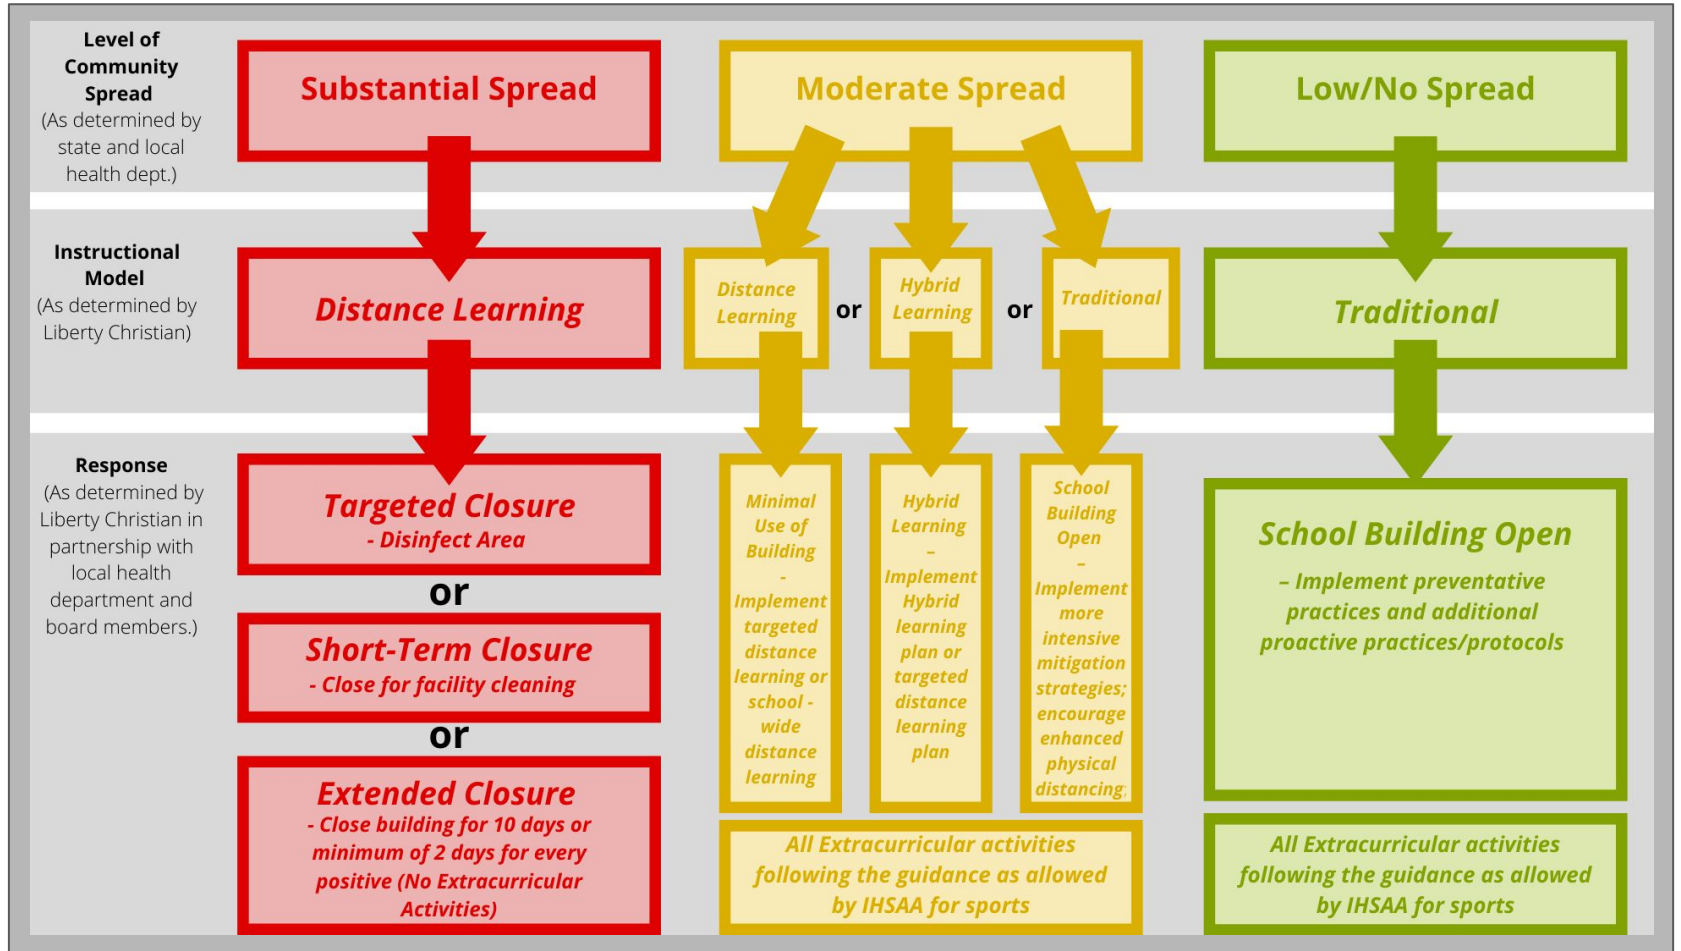 Level of
Community
Spread
(As determined by
state and local
health dept.)
Substantial Spread
Moderate Spread
Low/No Spread
Instructional
Model
(As determined by
Liberty Christian)
Distance Learning
Distance
Learning
or
Hybrid
Learning
or
Traditional
Traditional
Response
(As determined by
Liberty Christian in
partnership with
local health
department and
board members.)
Targeted Closure
- Disinfect Area
or
Short-Term Closure
- Close for facility cleaning
or
Extended Closure
- Close building for 10 days or
minimum of 2 days for every
positive (No Extracurricular
Activities)
Minimal
Use of
Building
-
Implement
targeted
distance
learning or
school -
wide
distance
learning
Hybrid
Learning
–
Implement
Hybrid
learning
plan or
targeted
distance
learning
plan
School
Building
Open
–
Implement
more
intensive
mitigation
strategies;
encourage
enhanced
physical
distancing;
All Extracurricular activities
following the guidance as allowed
by IHSAA for sports
School Building Open
– Implement preventative
practices and additional
proactive practices/protocols
All Extracurricular activities
following the guidance as allowed
by IHSAA for sports